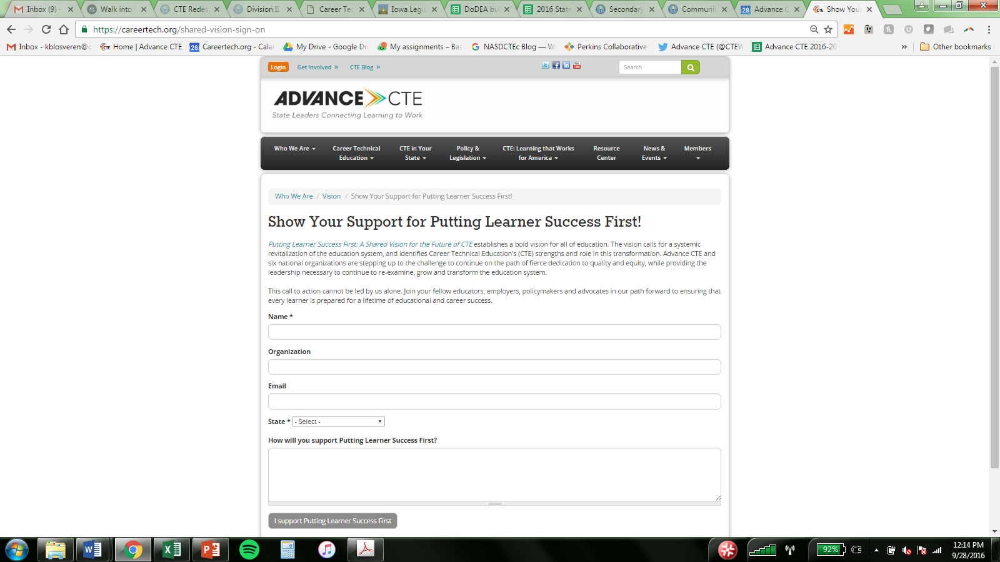 Inbox (9)
Walk into
CTE Redes
Division II
Career Tec
Iowa Legis
DoDEA bu
2016 State
Secondary
Communi
Advance C
Show You
https://careertech.org/shared-vision-sign-on
Inbox - kblosveren@c
Home | Advance CTE
Careertech.org - Caler
My Drive - Google Dri
My assignments – Bas
NASDCTEc Blog — W
Perkins Collaborative
Advance CTE (@CTEW
Advance CTE 2016-20
»
Other bookmarks
Login
Get Involved »
CTE Blog »
Search
ADVANCE CTE
State Leaders Connecting Learning to Work
Who We Are
Career Technical
Education
CTE in Your
State
Policy &
Legislation
CTE: Learning that Works
for America
Resource
Center
News &
Events
Members
Who We Are / Vision / Show Your Support for Putting Learner Success First!
Show Your Support for Putting Learner Success First!
Putting Learner Success First: A Shared Vision for the Future of CTE establishes a bold vision for all of education. The vision calls for a systemic
revitalization of the education system, and identifies Career Technical Education's (CTE) strengths and role in this transformation. Advance CTE and
six national organizations are stepping up to the challenge to continue on the path of fierce dedication to quality and equity, while providing the
leadership necessary to continue to re-examine, grow and transform the education system.
This call to action cannot be led by us alone. Join your fellow educators, employers, policymakers and advocates in our path forward to ensuring that
every learner is prepared for a lifetime of educational and career success.
Name *
Organization
Email
State * - Select -
How will you support Putting Learner Success First?
I support Putting Learner Success First
92%
12:14 PM
9/28/2016